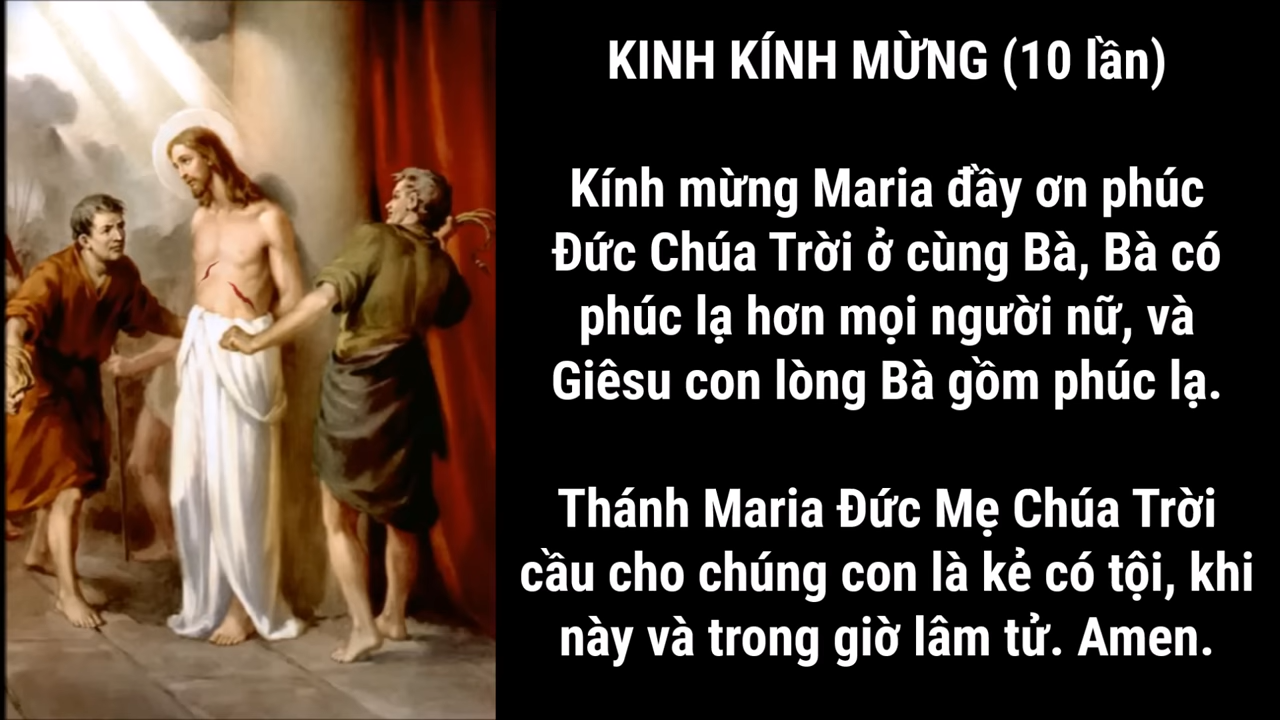 KINH KÍNH MỪNG (10 lần)
Kính mừng Maria đầy ơn phúc
Đức Chúa Trời ở cùng Bà, Bà có
phúc lạ hơn mọi người nữ, và
Giêsu con lòng Bà gồm phúc lạ.
Thánh Maria Đức Mẹ Chúa Trời
cầu cho chúng con là kẻ có tội, khi
này và trong giờ lâm tử. Amen.